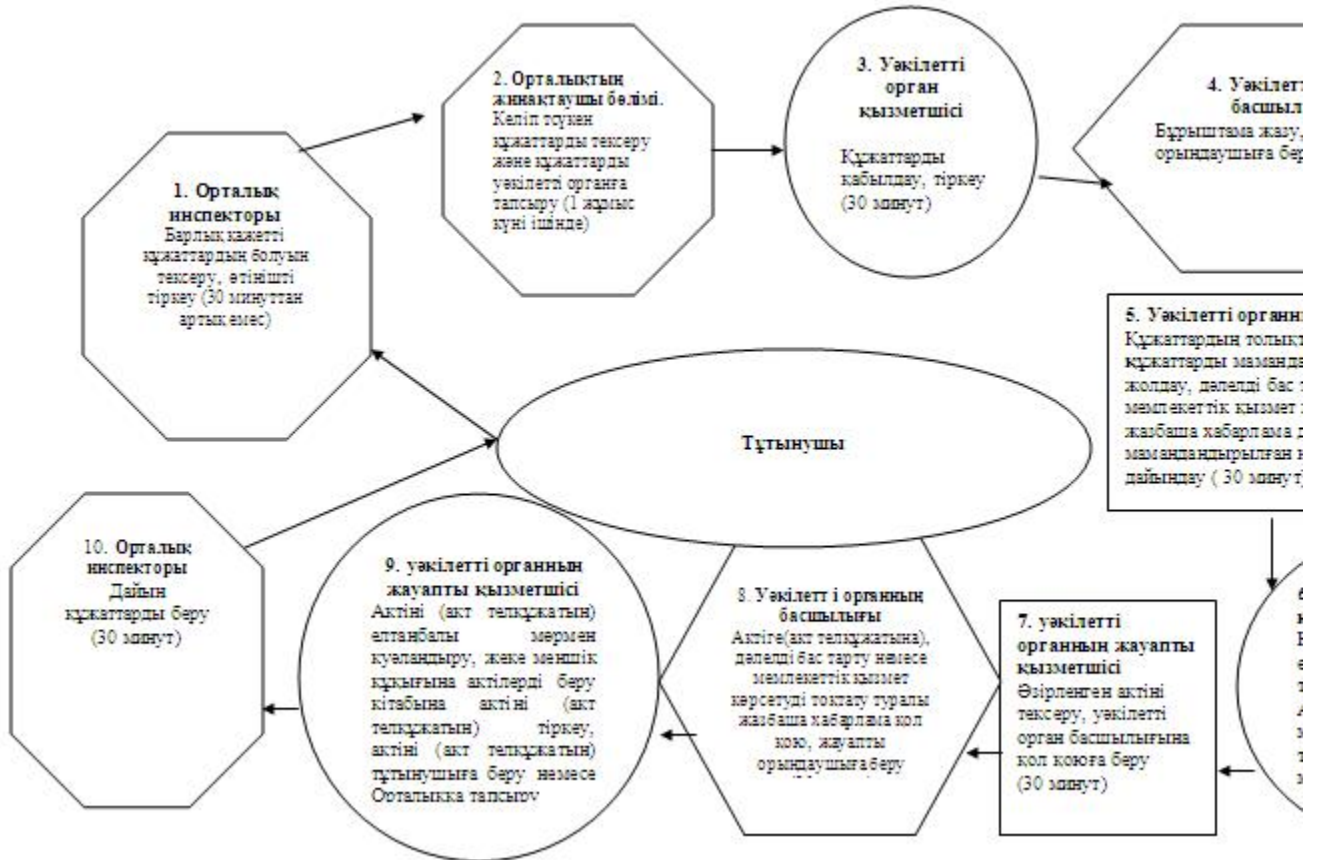 1. Орталық
инспекторы
Барлық қажетті
құжаттардың болуын
тексеру, өтінішті
тіркеу (30 минуттан
артық емес)
2. Орталықтың
жинақтаушы бөлімі.
Келіп тсүкен
құжаттарды тексеру
және құжаттарды
уәкілетті органға
тапсыру (1 жұмыс
күні ішінде)
3. Уәкілетті
орган
қызметшісі
Құжаттарды
қабылдау, тіркеу
(30 минут)
4. Уәкілетт
басшыл
Бұрыштама жазу,
орындаушыға бер
5. Уәкілетті органн
Құжаттардың толықт
құжаттарды маманда
жолдау, дәлелді бас т
мемлекеттік қызмет
жазбаша хабарлама д
мамандандырылған
дайындау ( 30 минут)
Тұтынушы
6
7. уәкілетті
органның жауапты
қызметшісі
Әзірленген актіні
тексеру, уәкілетті
орган басшылығына
қол қоюға беру
(30 минут)
8. Уәкілетт і органның
басшылығы
Актіге(акт телқұжатына),
дәлелді бас тарту немесе
мемлекеттік қызмет
көрсетуді тоқтату туралы
жазбаша хабарлама қол
қою, жауапты
орындаушыға беру
9. уәкілетті органның
жауапты қызметшісі
Актіні (акт телқұжатын)
елтанбалы мөрмен
куәландыру, жеке меншік
құқығына актілерді беру
кітабына актіні (акт
телқұжатын) тіркеу,
актіні (акт телқұжатын)
тұтынушыға беру немесе
Орталыққа тапсыру
10. Орталық
инспекторы
Дайын
құжаттарды беру
(30 минут)